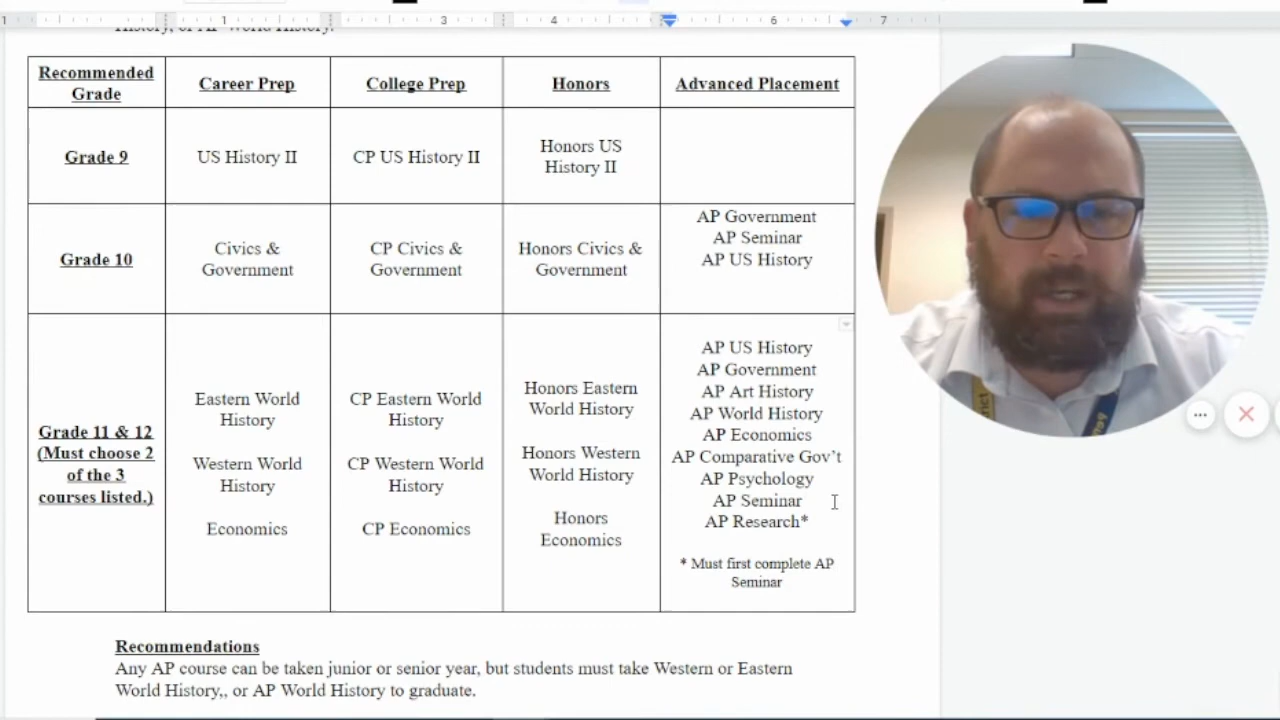 1 1 3 4 6 7
History, or AP World History.
Recommended
Grade
Career Prep
College Prep
Honors
Advanced Placement
Grade 9
US History II
CP US History II
Honors US
History II
Grade 10
Civics &
Government
CP Civics &
Government
Honors Civics &
Government
AP Government
AP Seminar
AP US History
Grade 11 & 12
(Must choose 2
of the 3
courses listed.)
Eastern World
History
Western World
History
Economics
CP Eastern World
History
CP Western World
History
CP Economics
Honors Eastern
World History
Honors Western
World History
Honors
Economics
AP US History
AP Government
AP Art History
AP World History
AP Economics
AP Comparative Gov’t
AP Psychology
AP Seminar
AP Research*
* Must first complete AP
Seminar
Recommendations
Any AP course can be taken junior or senior year, but students must take Western or Eastern
World History,, or AP World History to graduate.